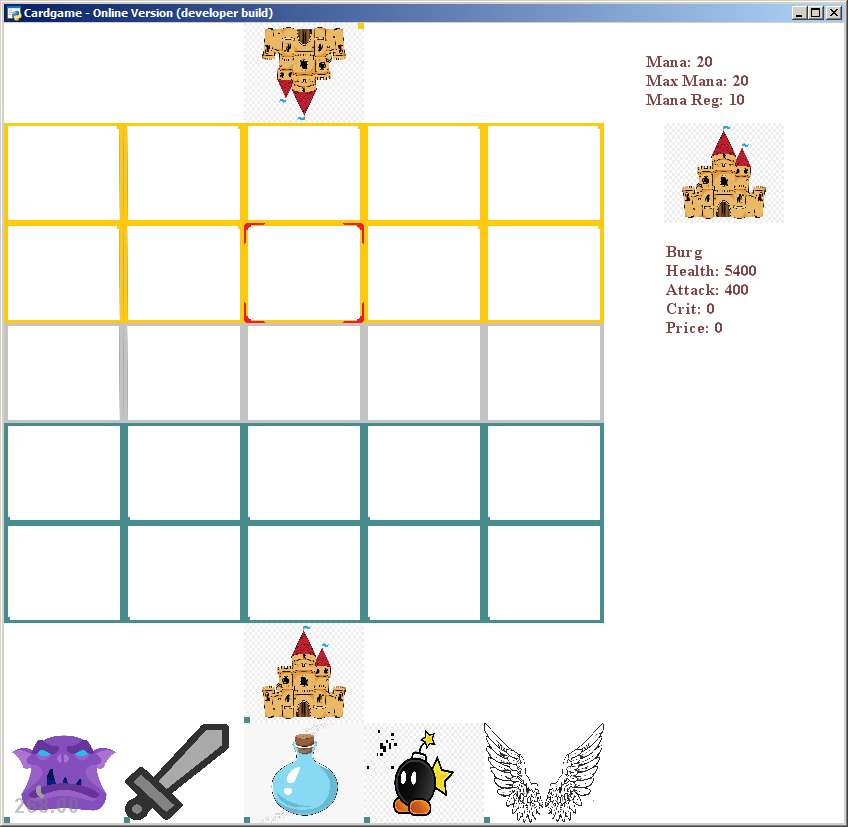 Cardgame - Online Version (developer build)
Mana: 20
Max Mana: 20
Mana Reg: 10
Burg
Health: 5400
Attack: 400
Crit: 0
Price: 0